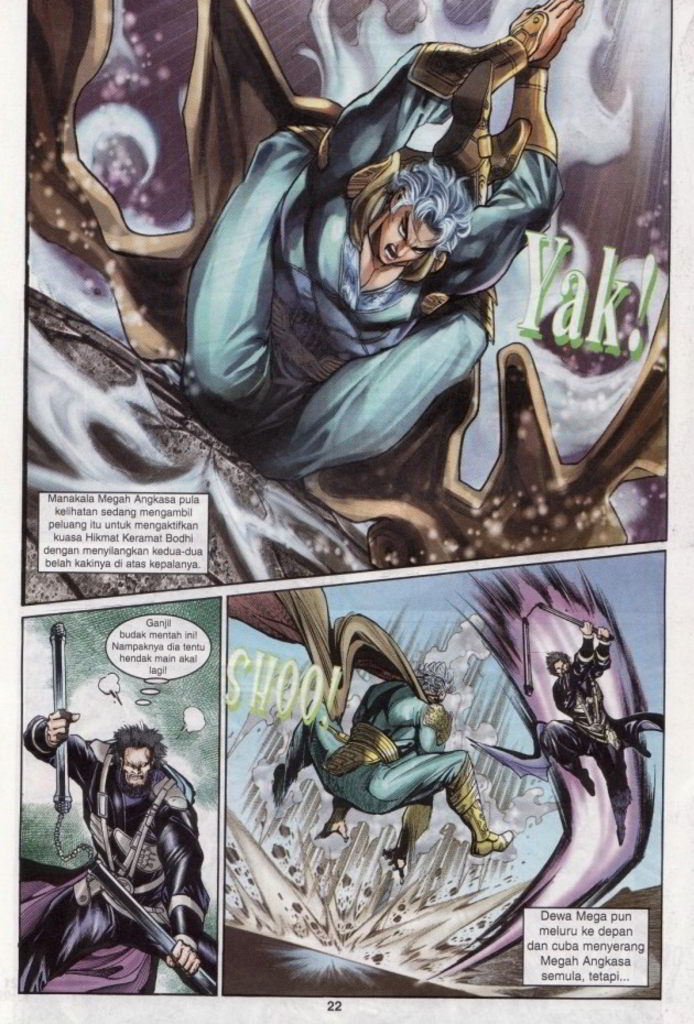 Yak!
Manakala Megah Angkasa pula
kelihatan sedang mengambil
peluang itu untuk mengaktifkan
kuasa Hikmat Keramat Bodhi
dengan menyilangkan kedua-dua
belah kakinya di atas kepalanya.
Ganjil
budak mentah ini!
Nampaknya dia tentu
hendak main akal
lagi!
SHOO!
Dewa Mega pun
meluru ke depan
dan cuba menyerang
Megah Angkasa
semula, tetapi...
22